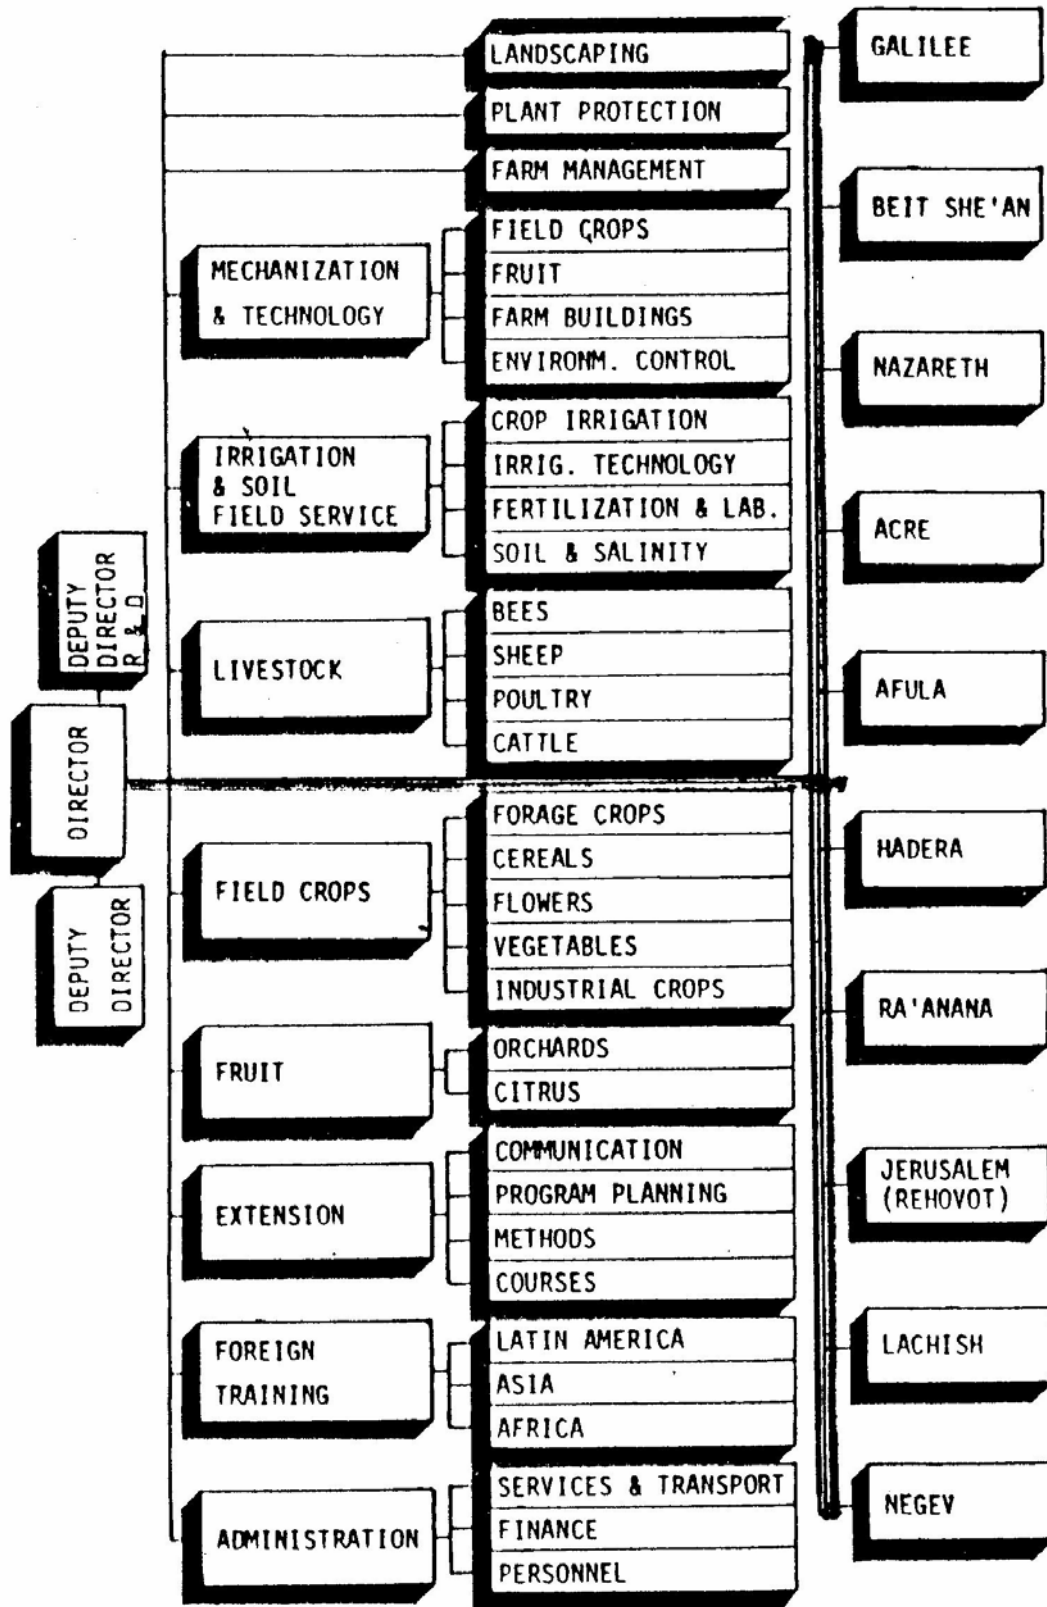 DEPUTY
DIRECTOR
R & D
DIRECTOR
DEPUTY
DIRECTOR
LANDSCAPING
PLANT PROTECTION
FARM MANAGEMENT
MECHANIZATION
& TECHNOLOGY
FIELD CROPS
FRUIT
FARM BUILDINGS
ENVIRONM. CONTROL
IRRIGATION
& SOIL
FIELD SERVICE
CROP IRRIGATION
IRRIG. TECHNOLOGY
FERTILIZATION & LAB.
SOIL & SALINITY
LIVESTOCK
BEES
SHEEP
POULTRY
CATTLE
FIELD CROPS
FORAGE CROPS
CEREALS
FLOWERS
VEGETABLES
INDUSTRIAL CROPS
FRUIT
ORCHARDS
CITRUS
EXTENSION
COMMUNICATION
PROGRAM PLANNING
METHODS
COURSES
FOREIGN
TRAINING
LATIN AMERICA
ASIA
AFRICA
ADMINISTRATION
SERVICES & TRANSPORT
FINANCE
PERSONNEL
GALILEE
BEIT SHE'AN
NAZARETH
ACRE
AFULA
HADERA
RA'ANANA
JERUSALEM
(REHOVOT)
LACHISH
NEGEV